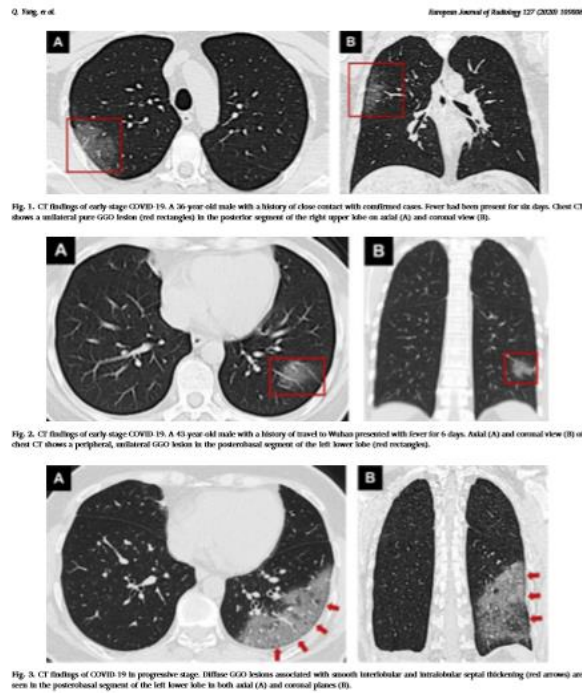 Q. Yang, et al.
European Journal of Radiology 127 (2020) 109008
A
B
Fig. 1. CT findings of early-stage COVID-19. A 36-year-old male with a history of close contact with comfirmed cases. Fever had been present for six days. Chest CT
shows a unilateral pure GGO lesion (red rectangles) in the posterior segment of the right upper lobe on axial (A) and coronal view (B).
A
B
Fig. 2. CT findings of early-stage COVID-19. A 43-year-old male with a history of travel to Wuhan presented with fever for 6 days. Axial (A) and coronal view (B) of
chest CT shows a peripheral, unilateral GGO lesion in the posterobasal segment of the left lower lobe (red rectangles).
A
B
Fig. 3. CT findings of COVID-19 in progressive stage. Diffuse GGO lesions associated with smooth interlobular and intralobular septal thickening (red arrows) are
seen in the posterobasal segment of the left lower lobe in both axial (A) and coronal planes (B).